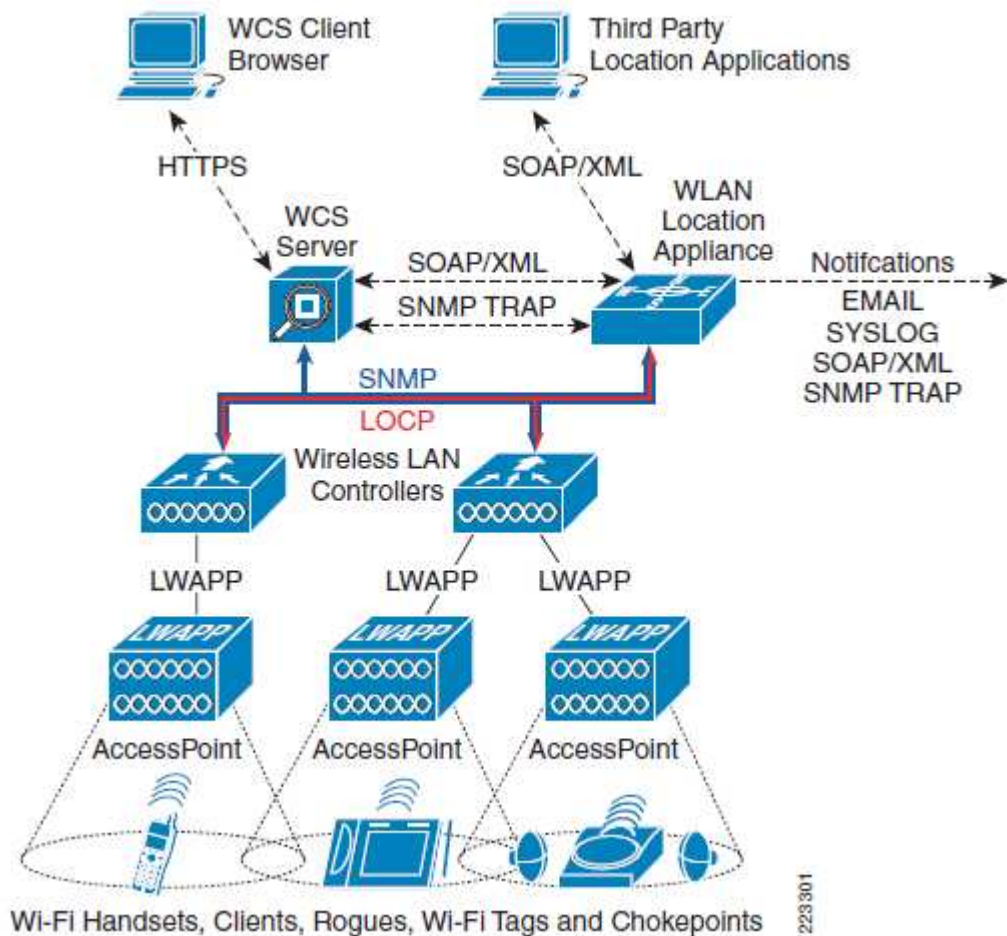 WCS Client
Browser
Third Party
Location Applications
HTTPS
SOAP/XML
WCS
Server
WLAN
Location
Appliance
SOAP/XML
SNMP TRAP
Notifcations
EMAIL
SYSLOG
SOAP/XML
SNMP TRAP
SNMP
LOCP
Wireless LAN
Controllers
LWAPP
LWAPP
LWAPP
LWAPP
LWAPP
LWAPP
AccessPoint
AccessPoint
AccessPoint
Wi-Fi Handsets, Clients, Rogues, Wi-Fi Tags and Chokepoints
223301